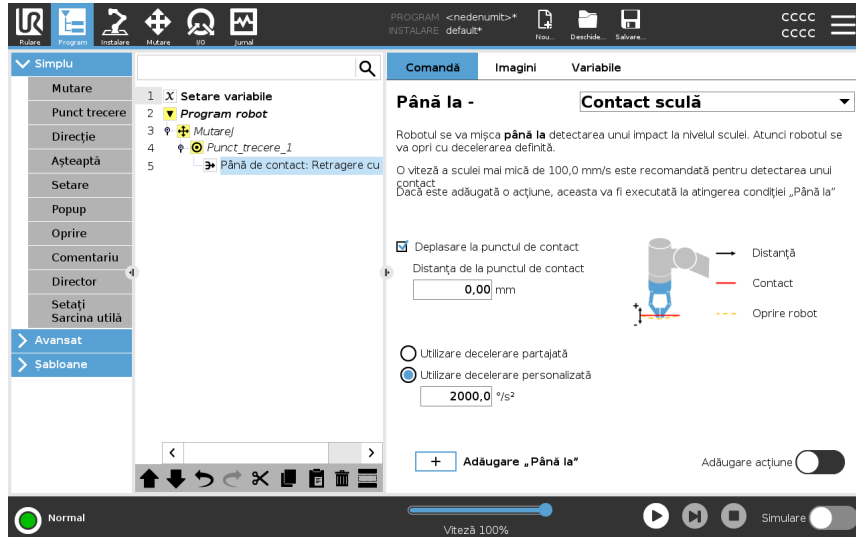 UR
PROGRAM <nedenumit>*
INSTALARE default*
CCCC
CCCC
Rulare
Program
Instalare
Mutare
I/O
Jurnal
Nou...
Deschide...
Salvare...
Simplu
Mutare
Punct trecere
Direcție
Așteaptă
Setare
Popup
Oprire
Comentariu
Director
Setați
Sarcina utilă
Avansat
Șabloane
1 X Setare variabile
2 Program robot
3 MutareJ
4 Punct_trecere_1
5 Până de contact: Retragere cu
Comandă
Imagini
Variabile
Până la -
Contact sculă
Robotul se va mișca până la detectarea unui impact la nivelul sculei. Atunci robotul se
va opri cu decelerarea definită.
O viteză a sculei mai mică de 100,0 mm/s este recomandată pentru detectarea unui
contact
Dacă este adăugată o acțiune, aceasta va fi executată la atingerea condiției „Până la”
Deplasare la punctul de contact
Distanța de la punctul de contact
0,00 mm
Distanță
Contact
Oprire robot
+
-
Utilizare decelerare partajată
Utilizare decelerare personalizată
2000,0 °/s²
+ Adăugare „Până la”
Adăugare acțiune
Normal
Viteză 100%
Simulare